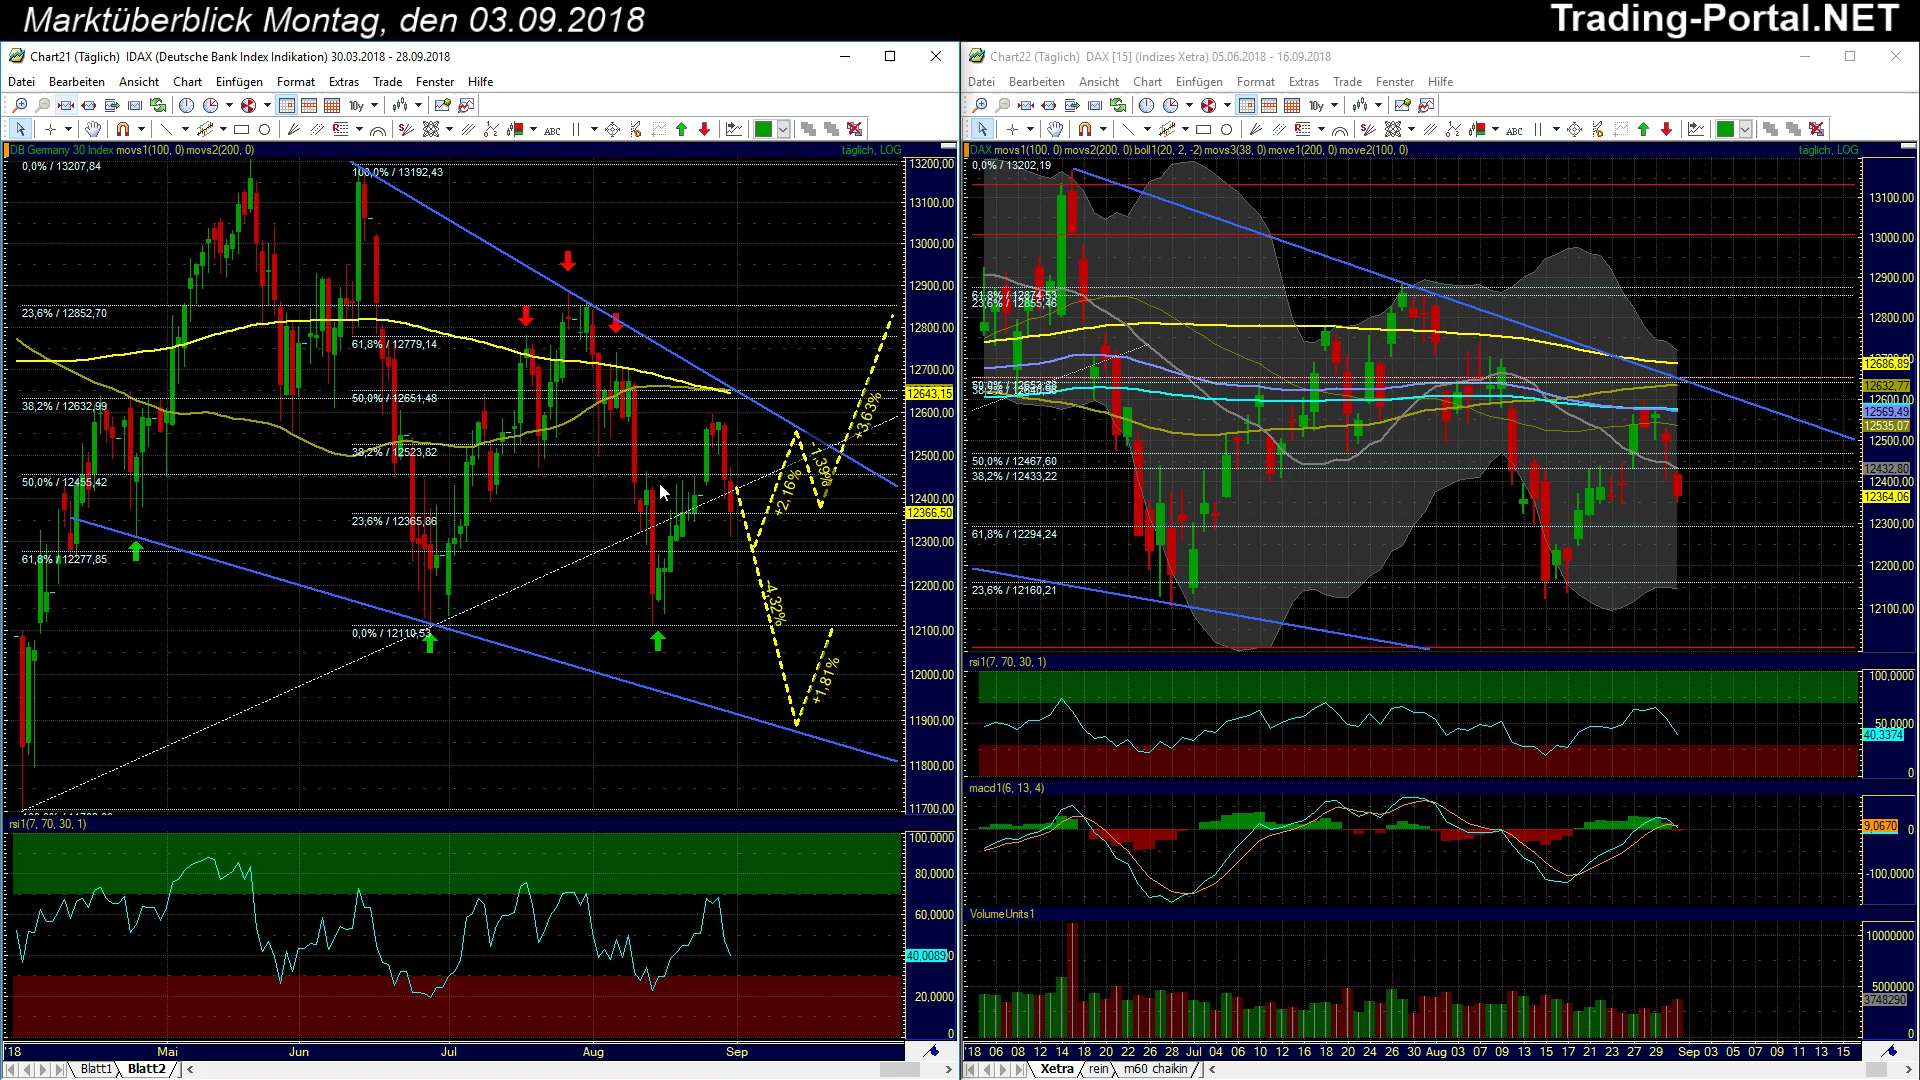 Marktüberblick Montag, den 03.09.2018
Trading-Portal.NET
Chart21 (Täglich) IDAX (Deutsche Bank Index Indikation) 30.03.2018 - 28.09.2018
Datei Bearbeiten Ansicht Chart Einfügen Format Extras Trade Fenster Hilfe
10y
ABC
DB Germany 30 Index movs1(100, 0) movs2(200, 0)
täglich, LOG
0,0% / 13207,84
100,0% / 13192,43
23,6% / 12852,70
61,8% / 12779,14
50,0% / 12651,48
38,2% / 12632,99
38,2% / 12523,82
50,0% / 12455,42
23,6% / 12365,86
61,8% / 12277,85
0,0% / 12110,53
+2,16%
-1,39%
+3,63%
-4,32%
+1,81%
13200,00
13100,00
13000,00
12900,00
12800,00
12700,00
12643,15
12600,00
12500,00
12400,00
12366,50
12300,00
12200,00
12100,00
12000,00
11900,00
11800,00
11700,00
rsi1(7, 70, 30, 1)
100,0000
80,0000
60,0000
40,0089
20,0000
0
'18 Mai Jun Jul Aug Sep
Blatt1 Blatt2
Chart22 (Täglich) DAX [15] (Indizes Xetra) 05.06.2018 - 16.09.2018
Datei Bearbeiten Ansicht Chart Einfügen Format Extras Trade Fenster Hilfe
10y
ABC
DAX movs1(100, 0) movs2(200, 0) boll1(20, 2, -2) movs3(38, 0) move1(200, 0) move2(100, 0)
täglich, LOG
0,0% / 13202,19
61,8% / 12874,53
23,6% / 12855,46
50,0% / 12467,60
38,2% / 12433,22
61,8% / 12294,24
23,6% / 12160,21
13100,00
13000,00
12900,00
12800,00
12686,89
12632,77
12600,00
12569,49
12535,07
12500,00
12432,80
12400,00
12364,06
12300,00
12200,00
12100,00
rsi1(7, 70, 30, 1)
100,0000
50,0000
40,3374
0
macd1(6, 13, 4)
9,0670
0
-100,0000
VolumeUnits1
10000000
5000000
3748290
'18 06 08 12 14 18 20 22 26 28 Jul 04 06 10 12 16 18 20 24 26 30 Aug 03 07 09 13 15 17 21 23 27 29 Sep 03 05 07 09 11 13 15
Xetra rein m60 chaikin